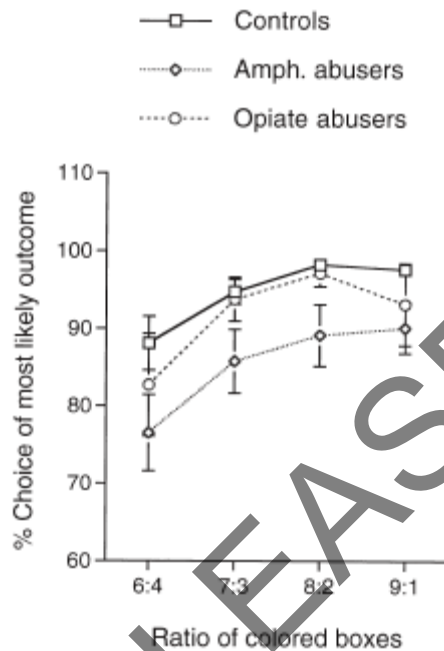 Controls
Amph. abusers
Opiate abusers
110
100
90
80
70
60
% Choice of most likely outcome
6:4
7:3
8:2
9:1
Ratio of colored boxes
EASE